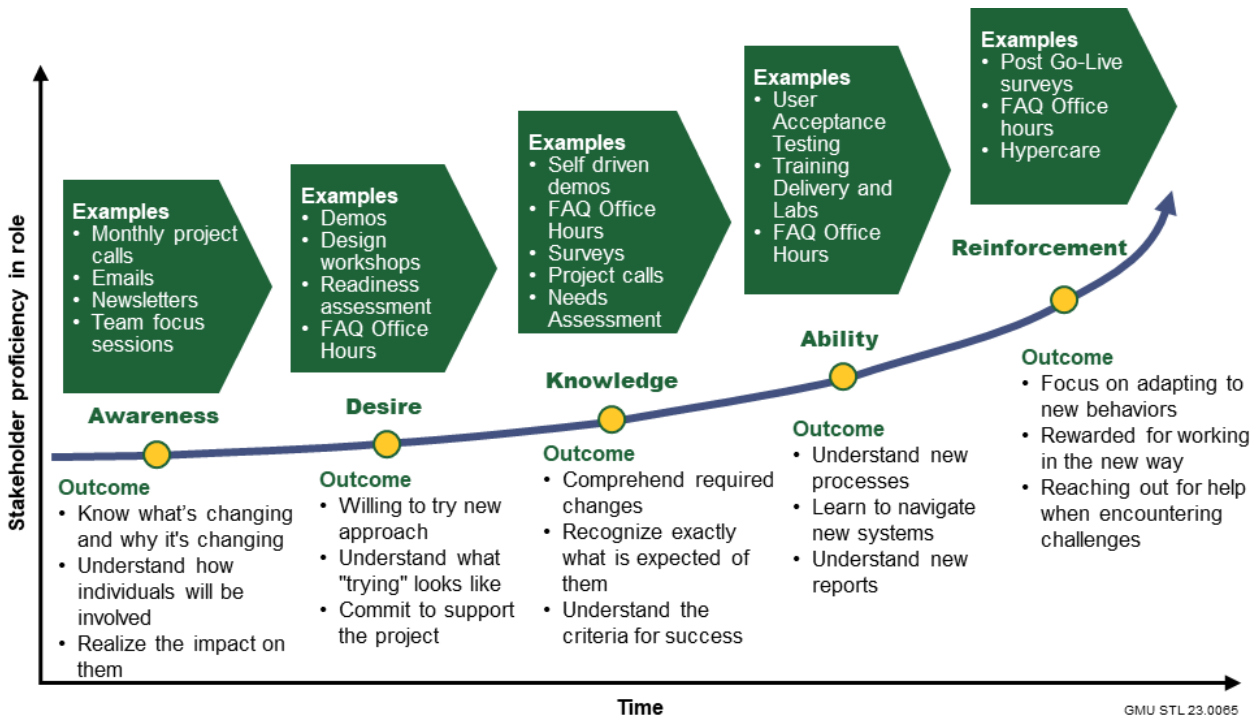 Examples
• Monthly project
calls
• Emails
• Newsletters
• Team focus
sessions
Awareness
Outcome
• Know what's changing
and why it's changing
• Understand how
individuals will be
involved
• Realize the impact on
them
Examples
• Demos
• Design
workshops
• Readiness
assessment
• FAQ Office
Hours
Desire
Outcome
• Willing to try new
approach
• Understand what
"trying" looks like
• Commit to support
the project
Examples
• Self driven
demos
• FAQ Office
Hours
• Surveys
• Project calls
• Needs
Assessment
Knowledge
Outcome
• Comprehend required
changes
• Recognize exactly
what is expected of
them
• Understand the
criteria for success
Examples
• User
Acceptance
Testing
• Training
Delivery and
Labs
• FAQ Office
Hours
Ability
Outcome
• Understand new
processes
• Learn to navigate
new systems
• Understand new
reports
Examples
• Post Go-Live
surveys
• FAQ Office
hours
• Hypercare
Reinforcement
Outcome
• Focus on adapting to
new behaviors
• Rewarded for working
in the new way
• Reaching out for help
when encountering
challenges
Stakeholder proficiency in role
Time
GMU STL 23.0065